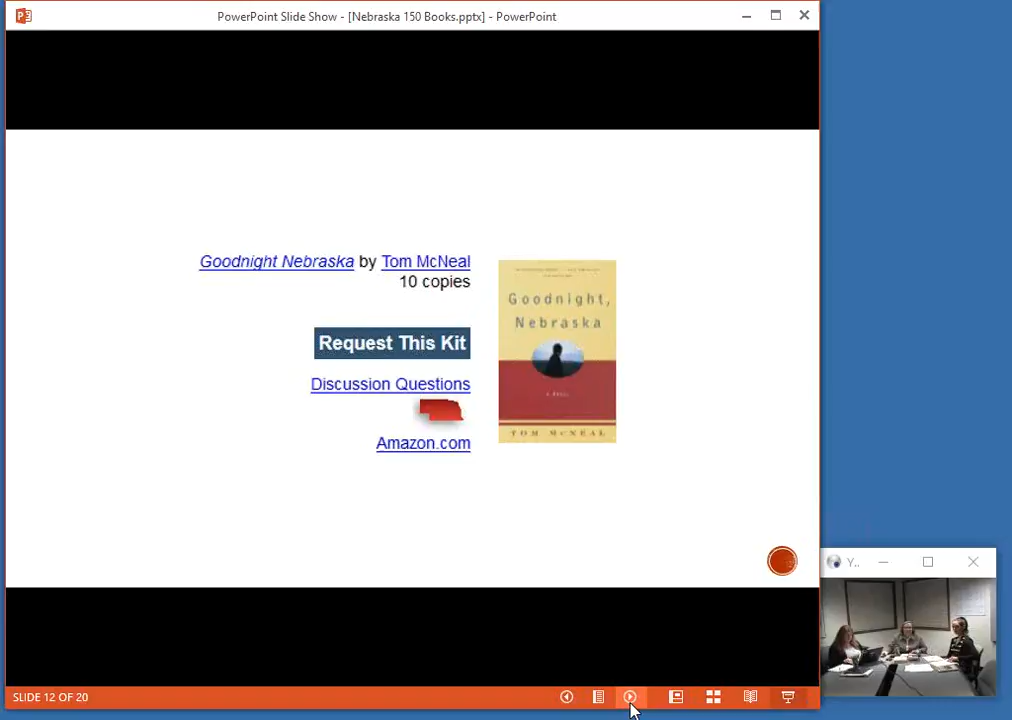 PowerPoint Slide Show - [Nebraska 150 Books.pptx] - PowerPoint
Goodnight Nebraska by Tom McNeal
10 copies
Request This Kit
Discussion Questions
Amazon.com
Goodnight,
Nebraska
TOM McNEAL
Y..
SLIDE 12 OF 20